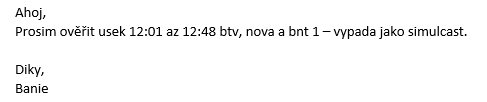 Ahoj,
Prosim ověřit usek 12:01 az 12:48 btv, nova a bnt 1 – vypada jako simulcast.
Diky,
Banie